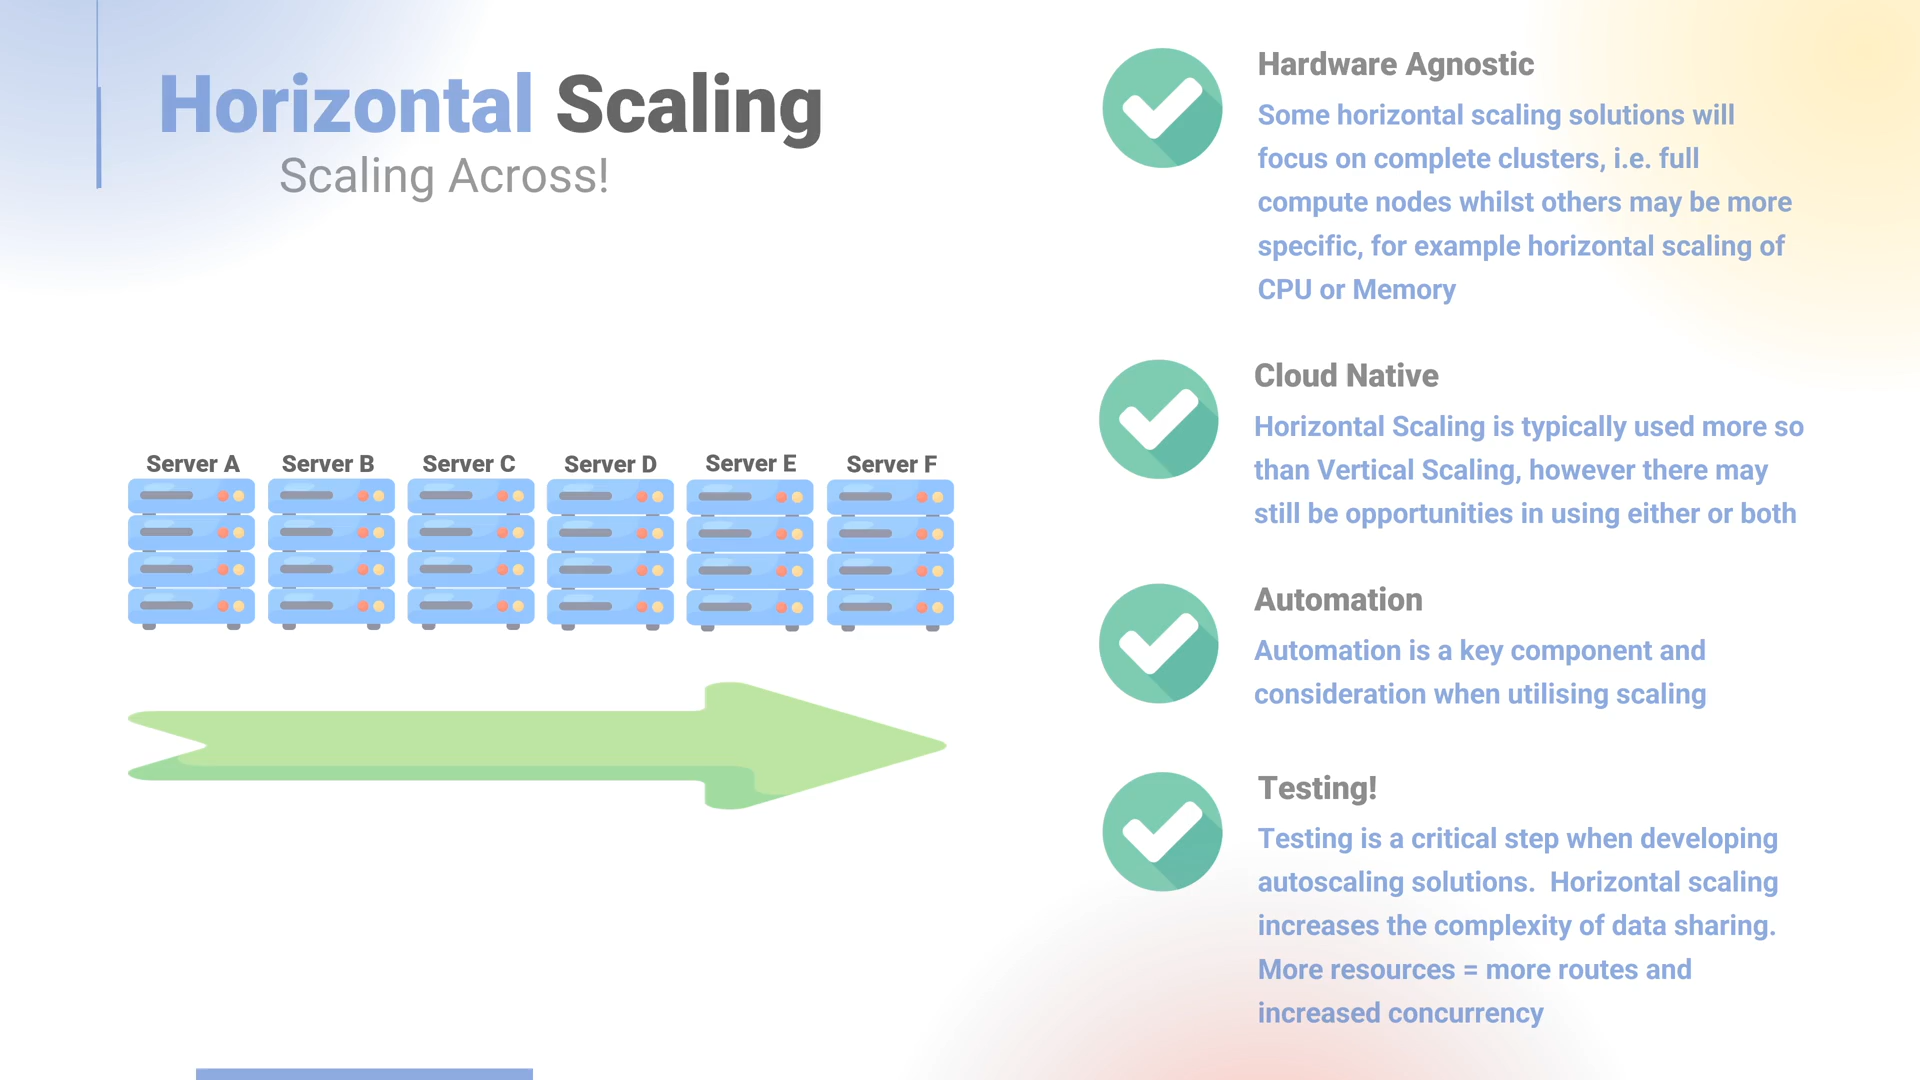 Horizontal Scaling
Scaling Across!
Server A
Server B
Server C
Server D
Server E
Server F
Hardware Agnostic
Some horizontal scaling solutions will
focus on complete clusters, i.e. full
compute nodes whilst others may be more
specific, for example horizontal scaling of
CPU or Memory
Cloud Native
Horizontal Scaling is typically used more so
than Vertical Scaling, however there may
still be opportunities in using either or both
Automation
Automation is a key component and
consideration when utilising scaling
Testing!
Testing is a critical step when developing
autoscaling solutions.  Horizontal scaling
increases the complexity of data sharing.
More resources = more routes and
increased concurrency